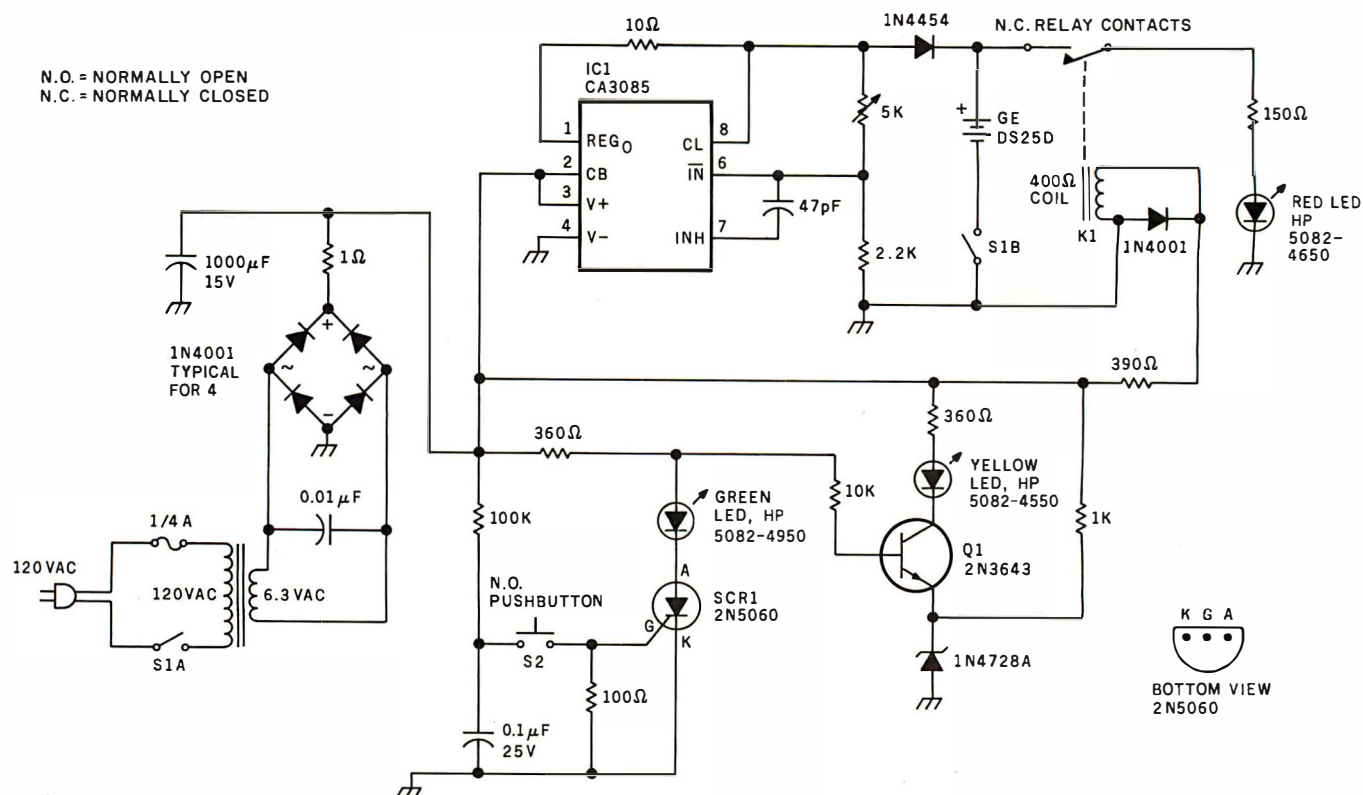 N.O. = NORMALLY OPEN
N.C. = NORMALLY CLOSED
10Ω
1N4454
N.C. RELAY CONTACTS
IC1
CA3085
1
REGO
2
CB
3
V+
4
V-
8
CL
6
IN
7
INH
5K
47pF
2.2K
+
GE
DS25D
S1B
400Ω
COIL
K1
1N4001
150Ω
RED LED
HP
5082-
4650
1000μF
15V
1Ω
1N4001
TYPICAL
FOR 4
+
~
~
-
390Ω
360Ω
360Ω
YELLOW
LED, HP
5082-4550
1K
0.01μF
100K
GREEN
LED, HP
5082-4950
10K
1/4 A
120 VAC
120VAC
6.3 VAC
S1A
N.O.
PUSHBUTTON
S2
A
G
K
SCR1
2N5060
Q1
2N3643
1N4728A
100Ω
0.1μF
25V
K G A
BOTTOM VIEW
2N5060